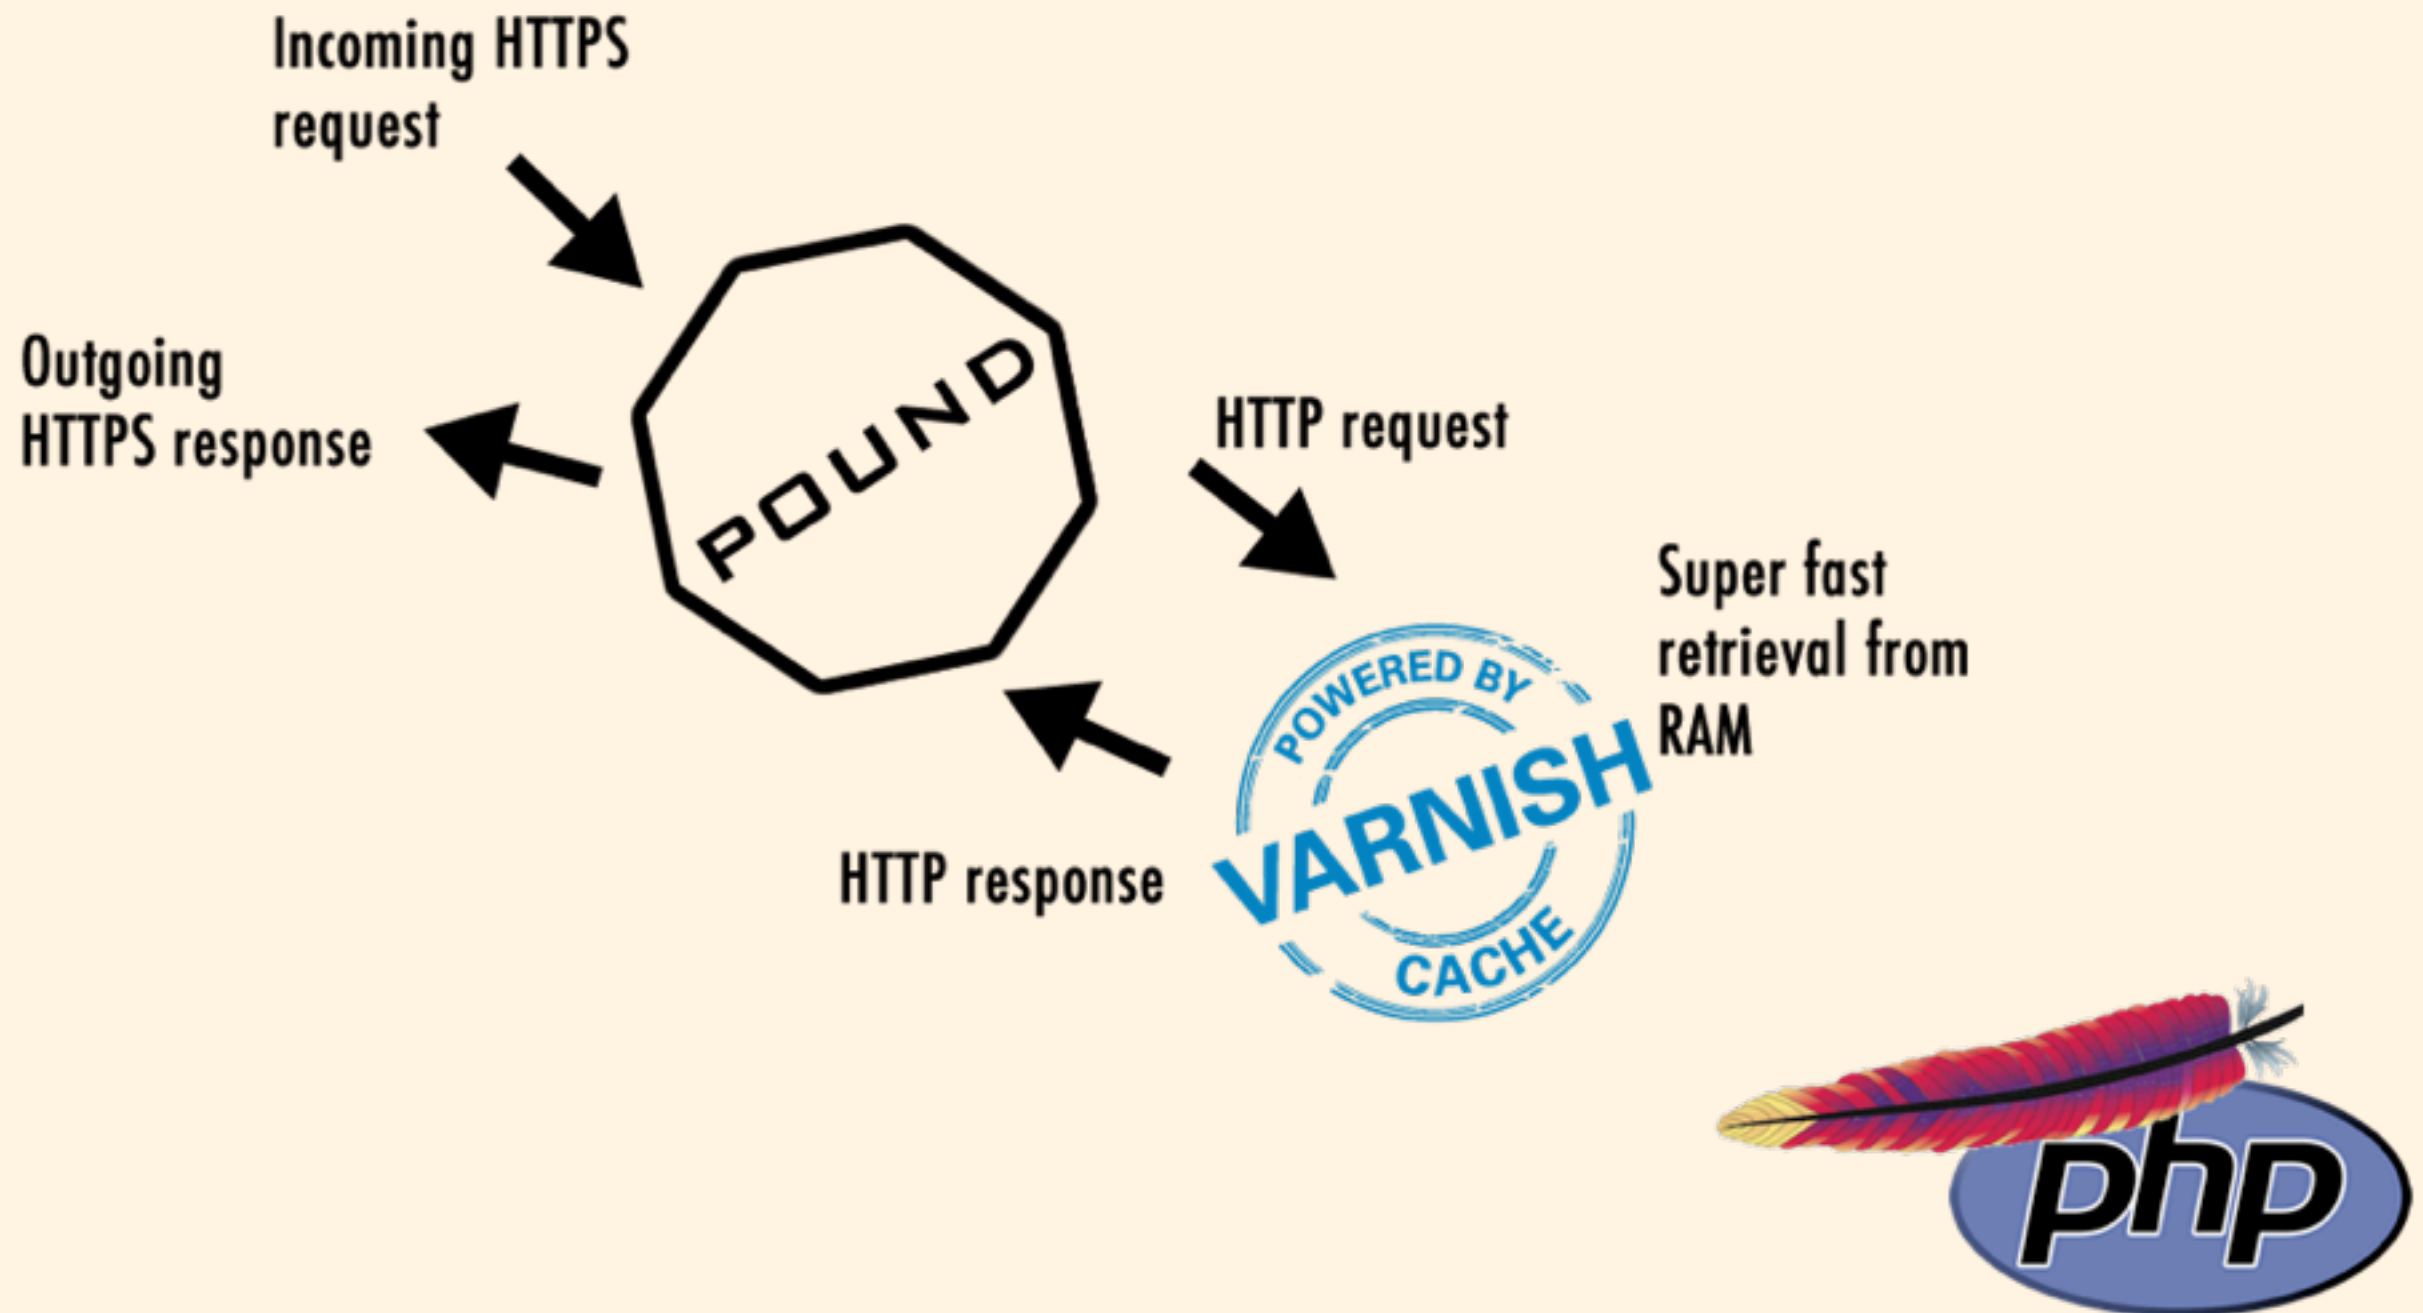 Incoming HTTPS
request
Outgoing
HTTPS response
POUND
HTTP request
Super fast
retrieval from
RAM
POWERED BY
VARNISH
CACHE
HTTP response
php